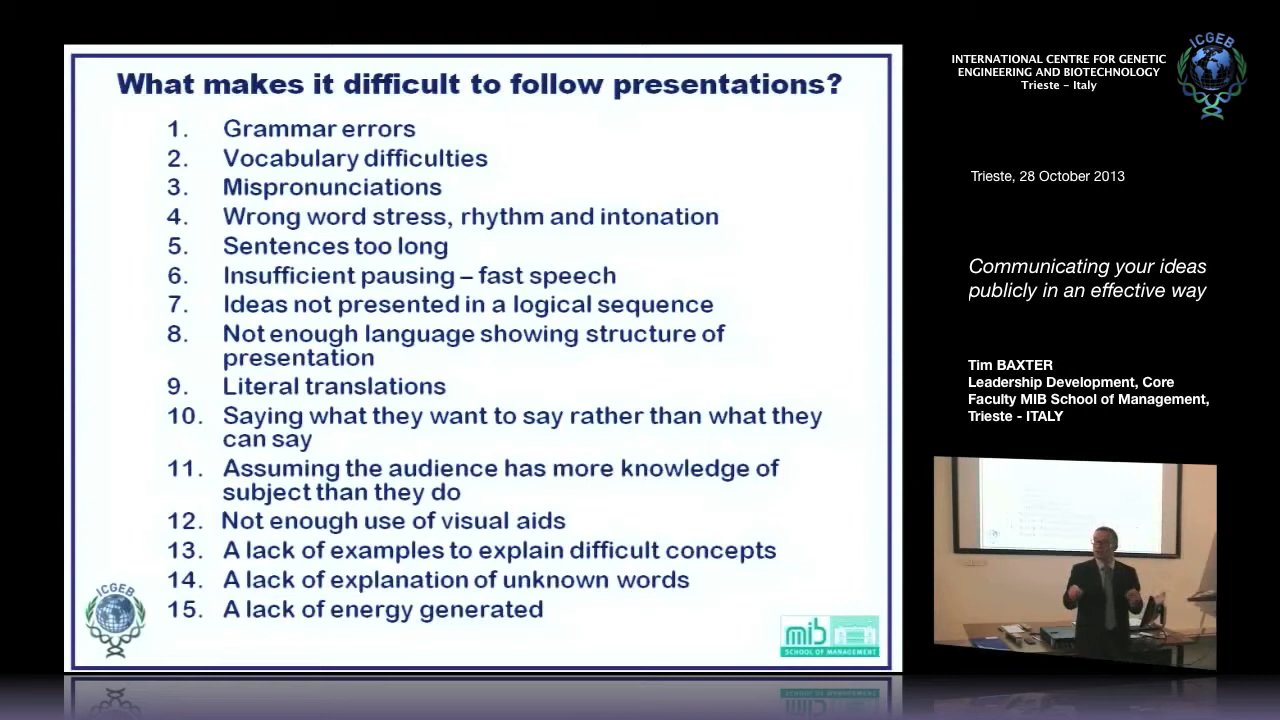 What makes it difficult to follow presentations?
1. Grammar errors
2. Vocabulary difficulties
3. Mispronunciations
4. Wrong word stress, rhythm and intonation
5. Sentences too long
6. Insufficient pausing – fast speech
7. Ideas not presented in a logical sequence
8. Not enough language showing structure of
presentation
9. Literal translations
10. Saying what they want to say rather than what they
can say
11. Assuming the audience has more knowledge of
subject than they do
12. Not enough use of visual aids
13. A lack of examples to explain difficult concepts
14. A lack of explanation of unknown words
15. A lack of energy generated
ICGEB
mib
SCHOOL OF MANAGEMENT
INTERNATIONAL CENTRE FOR GENETIC
ENGINEERING AND BIOTECHNOLOGY
Trieste – Italy
ICGEB
Trieste, 28 October 2013
Communicating your ideas
publicly in an effective way
Tim BAXTER
Leadership Development, Core
Faculty MIB School of Management,
Trieste - ITALY